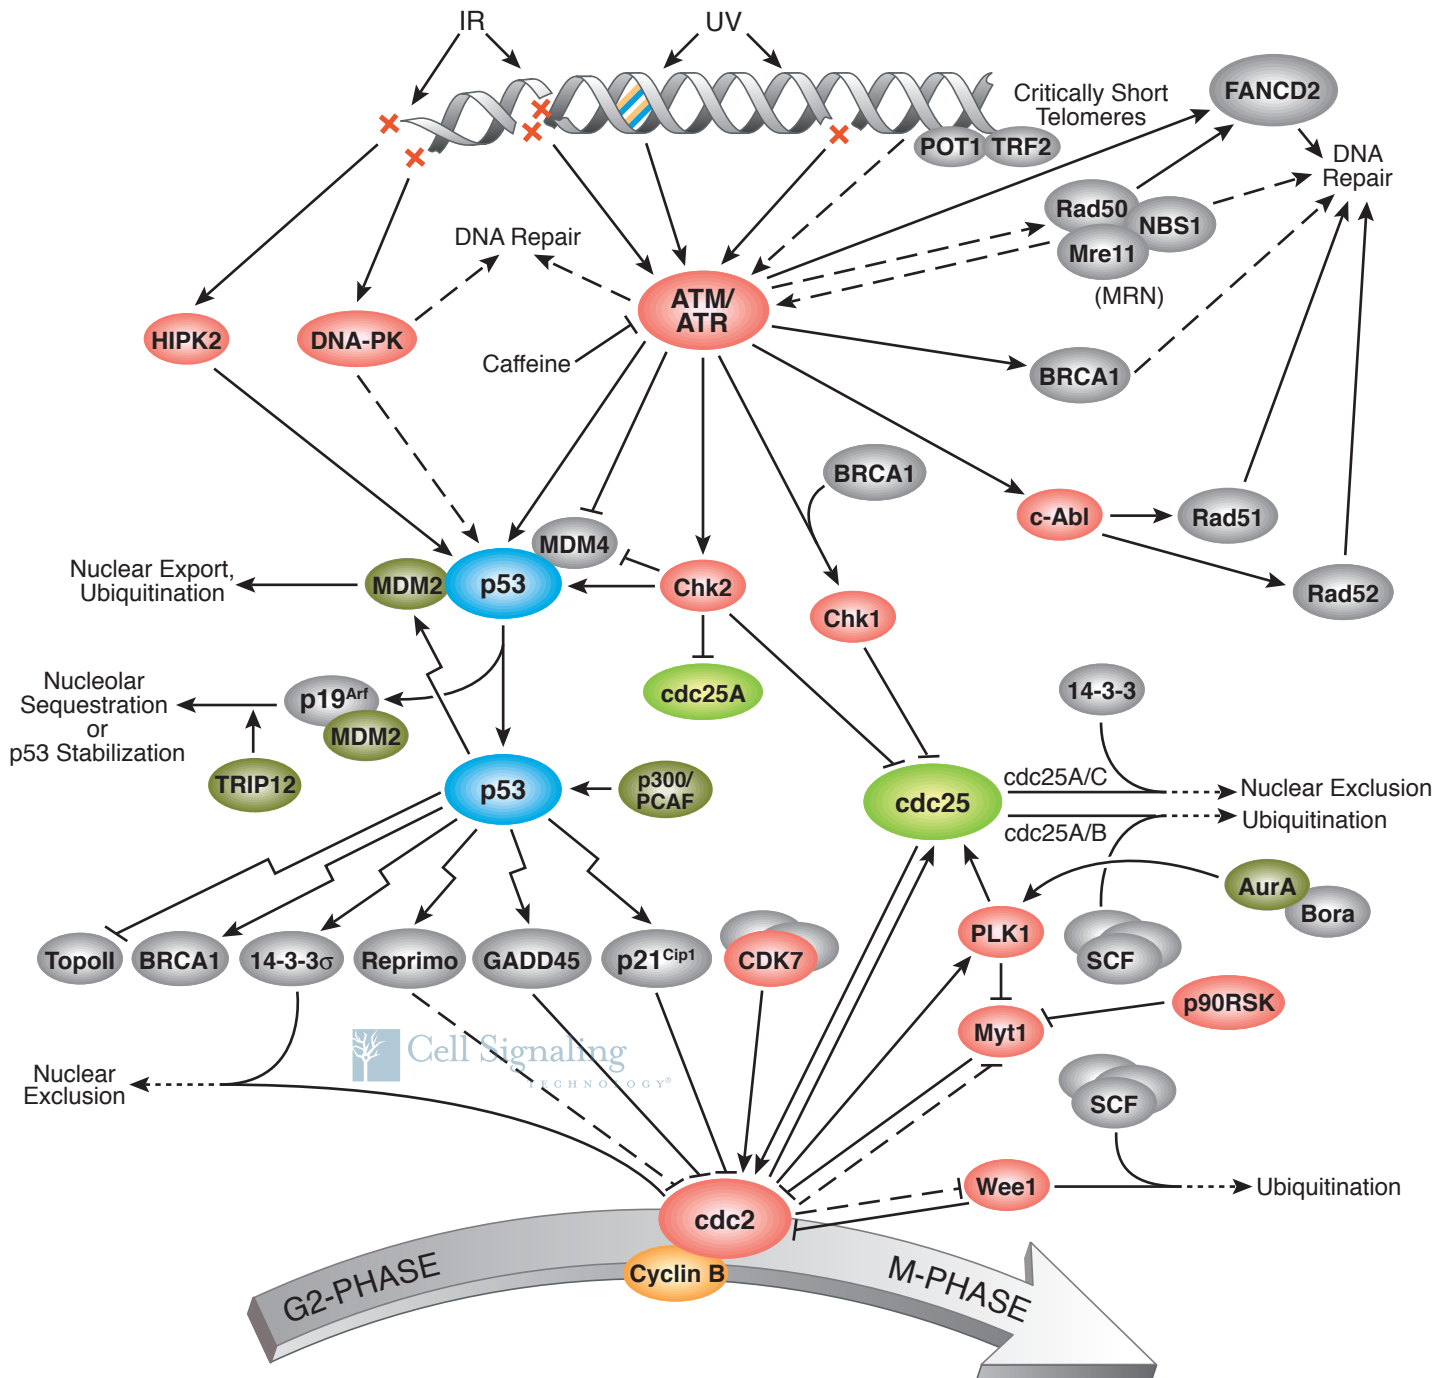 IR
UV
Critically Short
Telomeres
FANCD2
POT1
TRF2
DNA
Repair
Rad50
NBS1
Mre11
(MRN)
DNA Repair
ATM/
ATR
HIPK2
DNA-PK
Caffeine
BRCA1
BRCA1
c-Abl
Rad51
Rad52
MDM4
Nuclear Export,
Ubiquitination
MDM2
p53
Chk2
Chk1
cdc25A
Nucleolar
Sequestration
or
p53 Stabilization
p19Arf
MDM2
TRIP12
p53
p300/
PCAF
14-3-3
cdc25
cdc25A/C
Nuclear Exclusion
cdc25A/B
Ubiquitination
AurA
Bora
PLK1
SCF
TopoII
BRCA1
14-3-3σ
Reprimo
GADD45
p21Cip1
CDK7
p90RSK
Myt1
Cell Signaling
TECHNOLOGY®
Nuclear
Exclusion
SCF
Wee1
Ubiquitination
cdc2
Cyclin B
G2-PHASE
M-PHASE